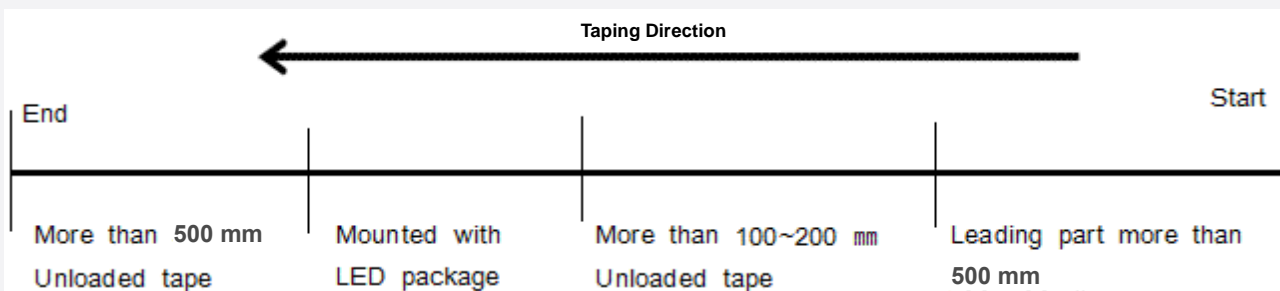 Taping Direction
End
Start
More than 500 mm
Unloaded tape
Mounted with
LED package
More than 100~200 mm
Unloaded tape
Leading part more than
500 mm